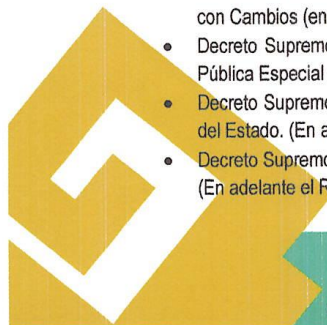 con Cambios (en
• Decreto Supremo
Pública Especial
• Decreto Supremo
del Estado. (En a
• Decreto Supremo
(En adelante el R